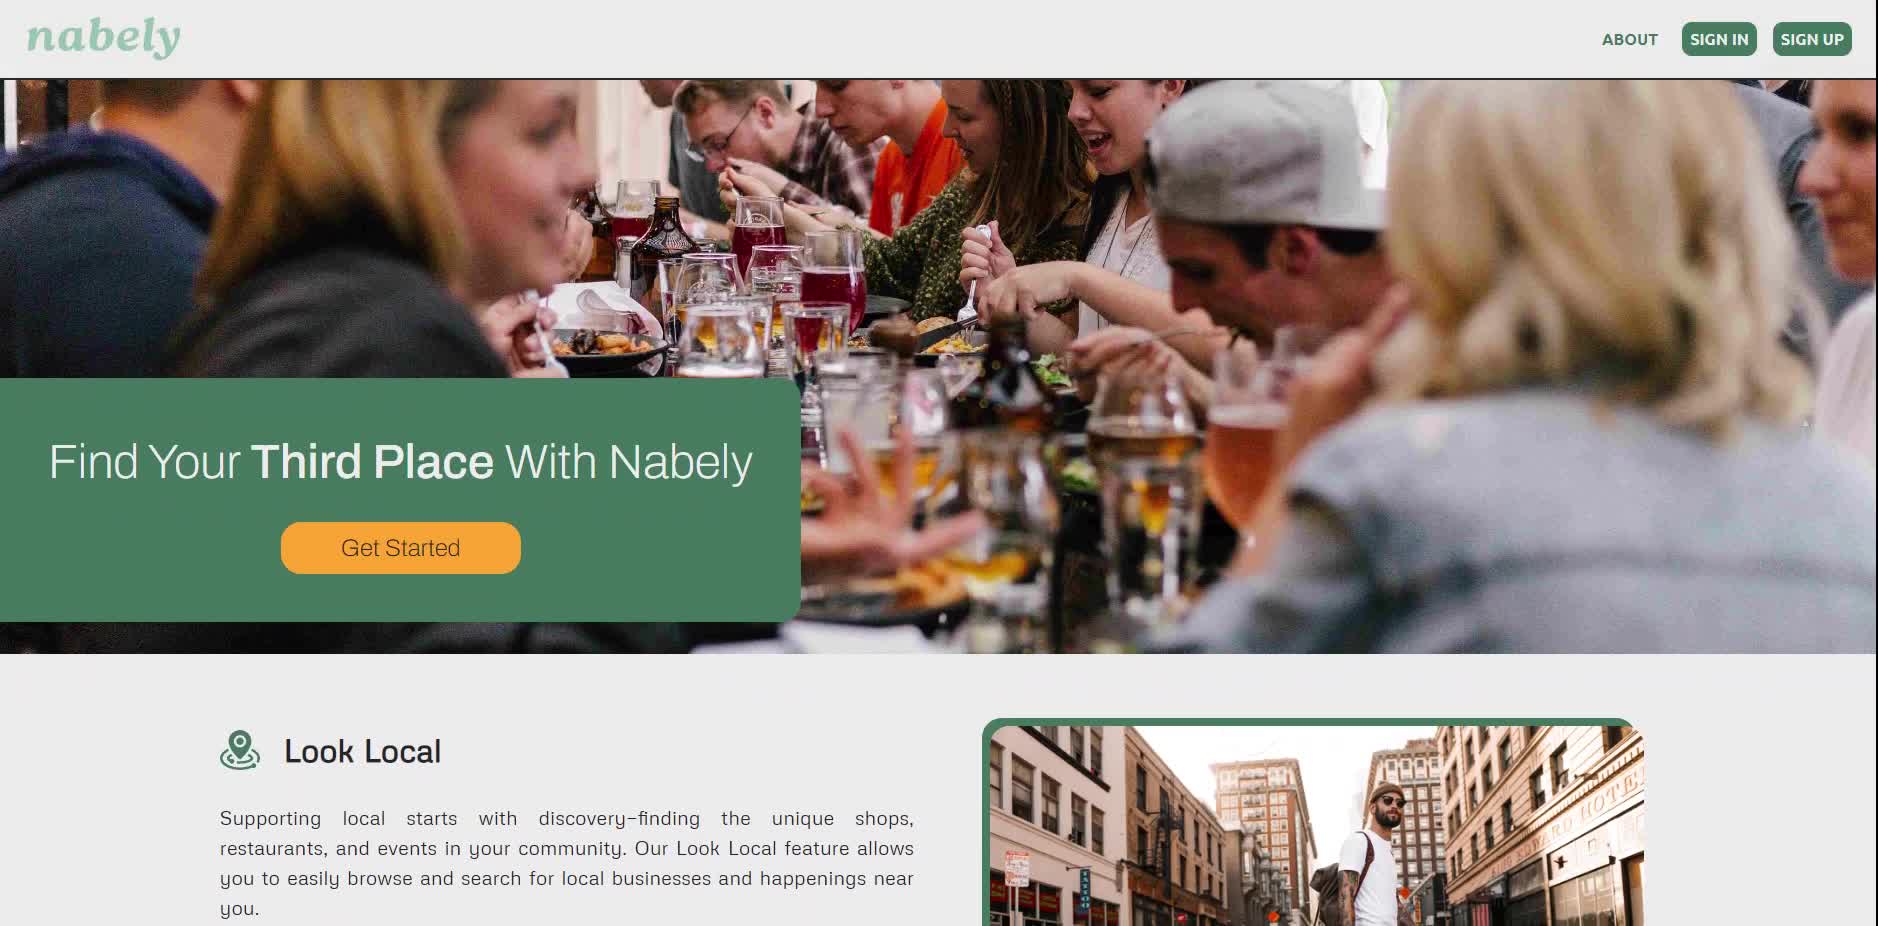 nabely
ABOUT SIGN IN SIGN UP
Find Your Third Place With Nabely
Get Started
Look Local
Supporting local starts with discovery–finding the unique shops,
restaurants, and events in your community. Our Look Local feature allows
you to easily browse and search for local businesses and happenings near
you.
TATTOO
HOTEL